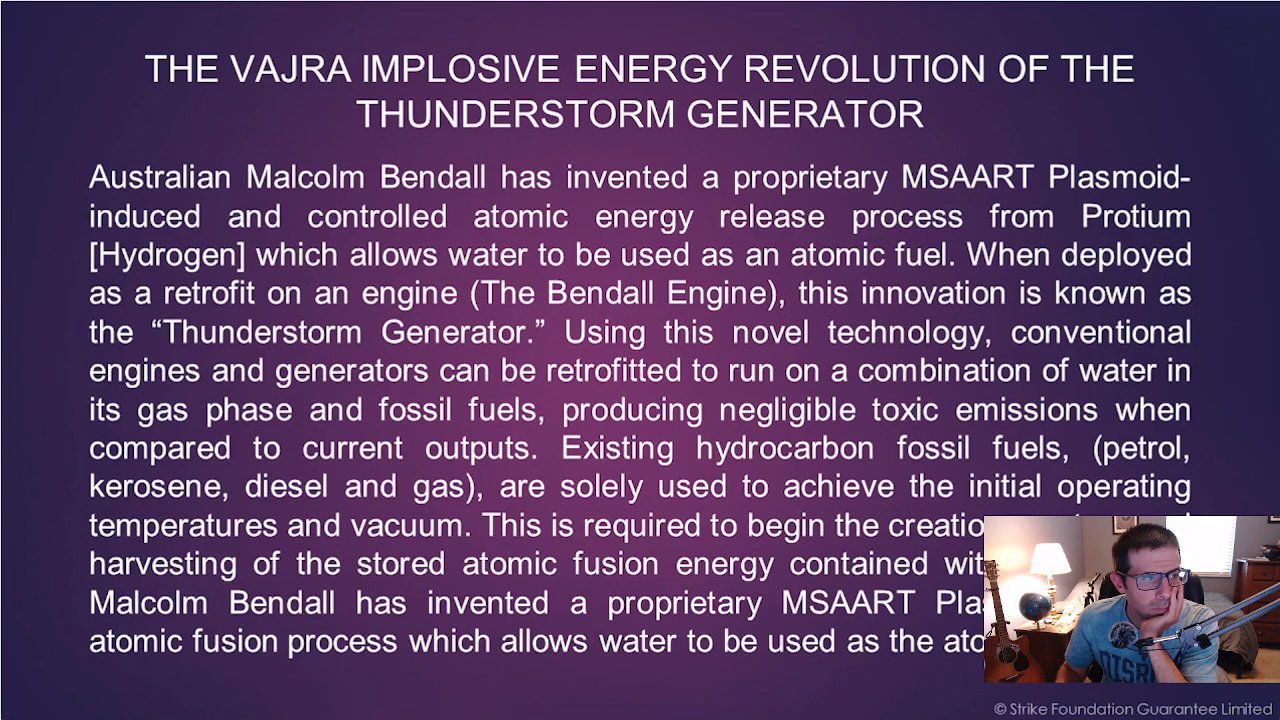 THE VAJRA IMPLOSIVE ENERGY REVOLUTION OF THE
THUNDERSTORM GENERATOR
Australian Malcolm Bendall has invented a proprietary MSAART Plasmoid-
induced and controlled atomic energy release process from Protium
[Hydrogen] which allows water to be used as an atomic fuel. When deployed
as a retrofit on an engine (The Bendall Engine), this innovation is known as
the “Thunderstorm Generator.” Using this novel technology, conventional
engines and generators can be retrofitted to run on a combination of water in
its gas phase and fossil fuels, producing negligible toxic emissions when
compared to current outputs. Existing hydrocarbon fossil fuels, (petrol,
kerosene, diesel and gas), are solely used to achieve the initial operating
temperatures and vacuum. This is required to begin the
harvesting of the stored atomic fusion energy contained
Malcolm Bendall has invented a proprietary MSAART
atomic fusion process which allows water to be used as the
© Strike Foundation Guarantee Limited